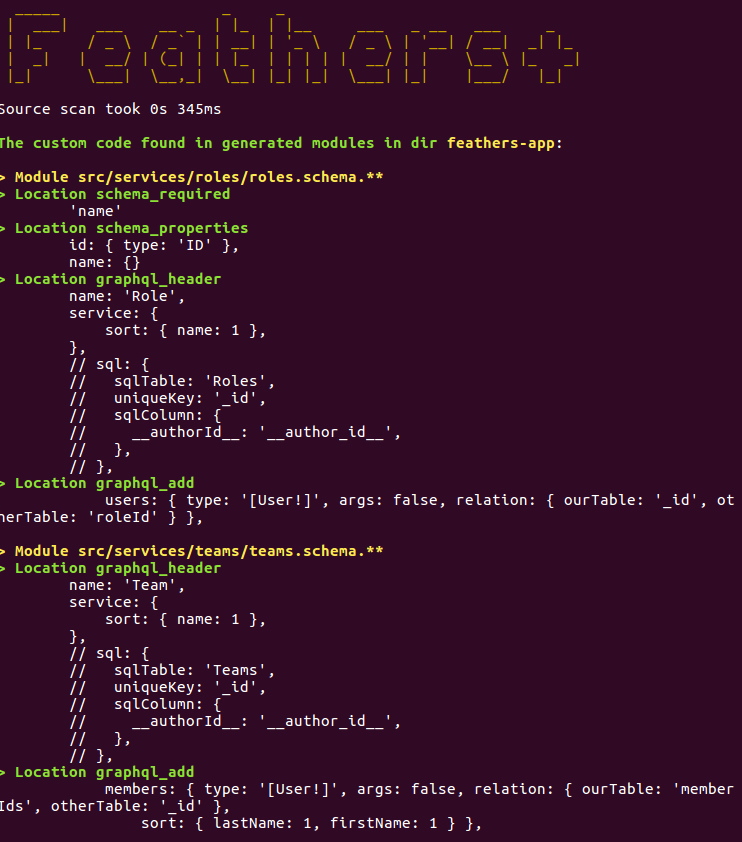 Feathers+
Source scan took 0s 345ms
The custom code found in generated modules in dir feathers-app:
> Module src/services/roles/roles.schema.**
> Location schema_required
'name'
> Location schema_properties
id: { type: 'ID' },
name: {}
> Location graphql_header
name: 'Role',
service: {
sort: { name: 1 },
},
// sql: {
//   sqlTable: 'Roles',
//   uniqueKey: '_id',
//   sqlColumn: {
//     __authorId__: '__author_id__',
//   },
// },
> Location graphql_add
users: { type: '[User!]', args: false, relation: { ourTable: '_id', ot
herTable: 'roleId' } },
> Module src/services/teams/teams.schema.**
> Location graphql_header
name: 'Team',
service: {
sort: { name: 1 },
},
// sql: {
//   sqlTable: 'Teams',
//   uniqueKey: '_id',
//   sqlColumn: {
//     __authorId__: '__author_id__',
//   },
// },
> Location graphql_add
members: { type: '[User!]', args: false, relation: { ourTable: 'member
Ids', otherTable: '_id' },
sort: { lastName: 1, firstName: 1 } },